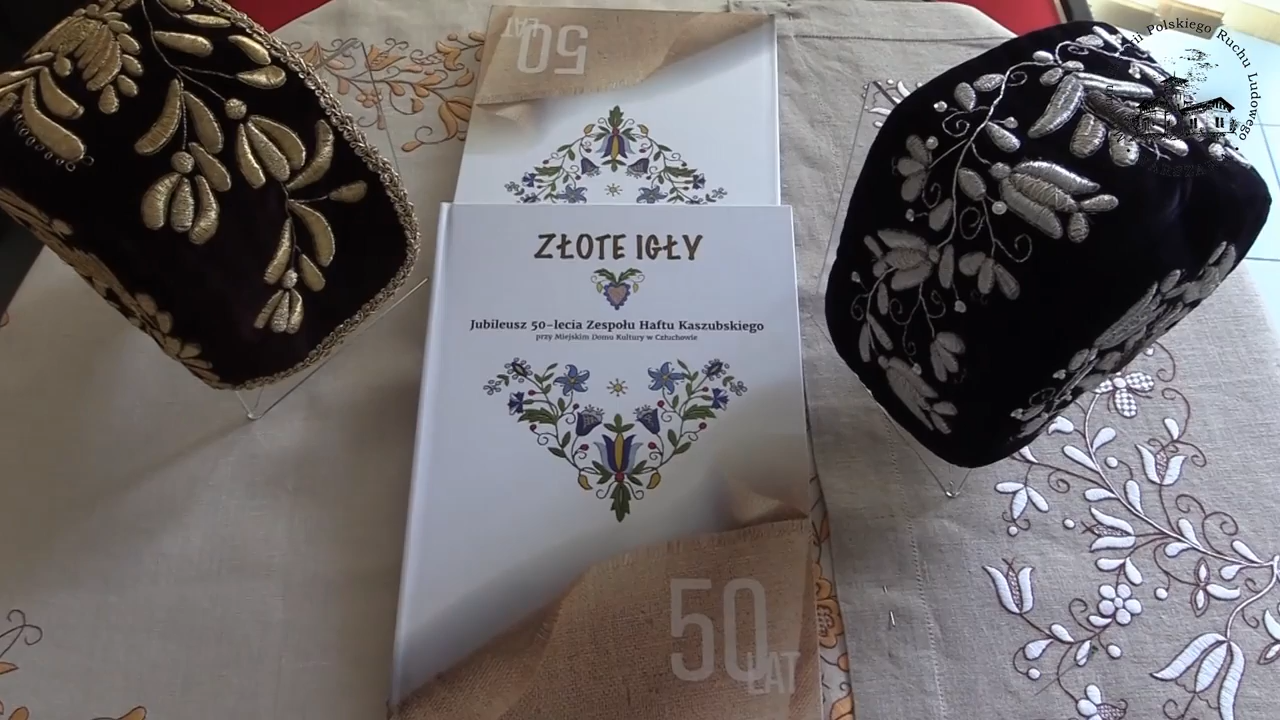 50
LAT
ZŁOTE IGŁY
Jubileusz 50-lecia Zespołu Haftu Kaszubskiego
przy Miejskim Domu Kultury w Człuchowie
50
LAT
Polskiego Ruchu Ludowego